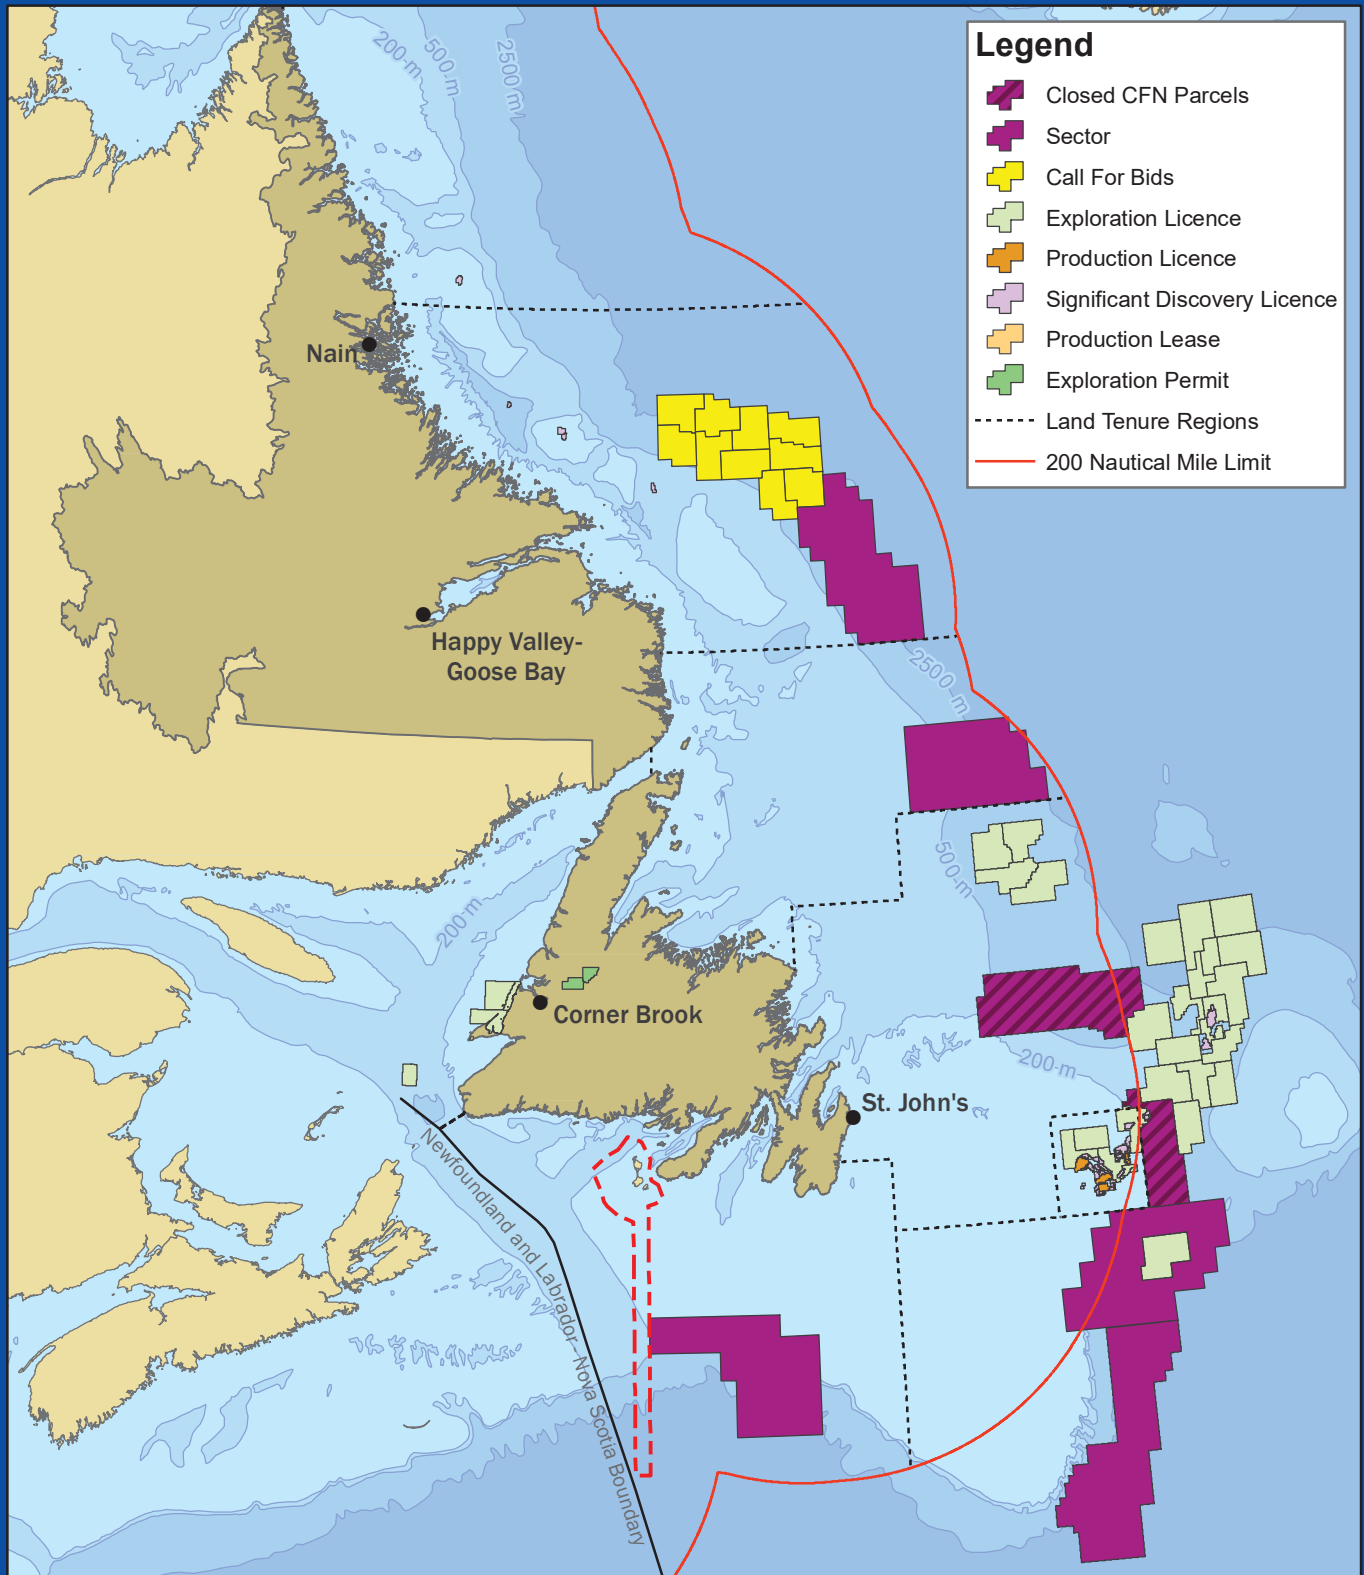 Legend
Closed CFN Parcels
Sector
Call For Bids
Exploration Licence
Production Licence
Significant Discovery Licence
Production Lease
Exploration Permit
Land Tenure Regions
200 Nautical Mile Limit
200 m
500 m
2500 m
Nain
Happy Valley-
Goose Bay
2500 m
500 m
200 m
Corner Brook
200 m
St. John's
Newfoundland and Labrador - Nova Scotia Boundary